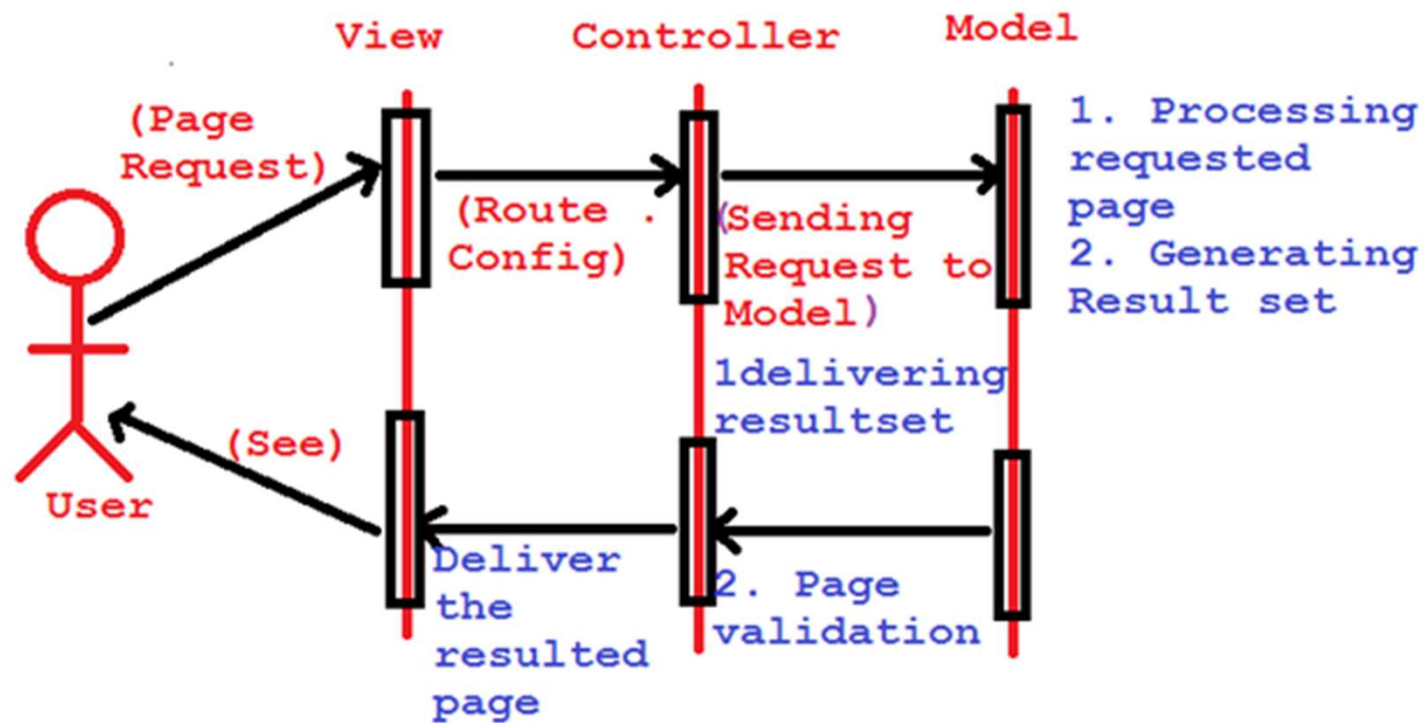 View
Controller
Model
(Page
Request)
(Route .
Config)
(Sending
Request to
Model)
1. Processing
requested
page
2. Generating
Result set
1delivering
resultset
(See)
User
Deliver
the
resulted
page
2. Page
validation